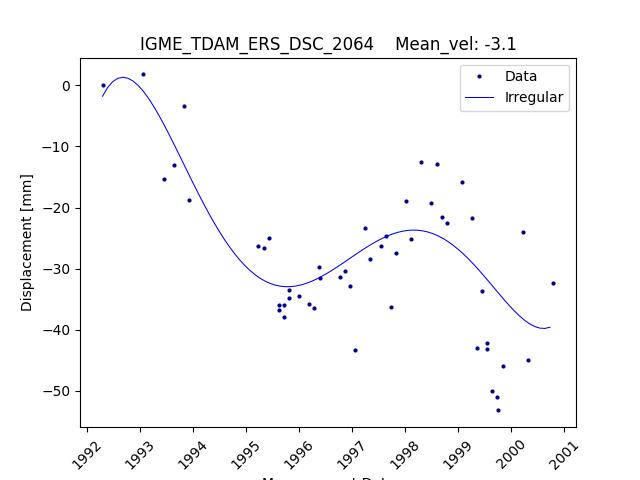 IGME_TDAM_ERS_DSC_2064    Mean_vel: -3.1
Data
Irregular
Displacement [mm]
0
−10
−20
−30
−40
−50
1992 1993 1994 1995 1996 1997 1998 1999 2000 2001